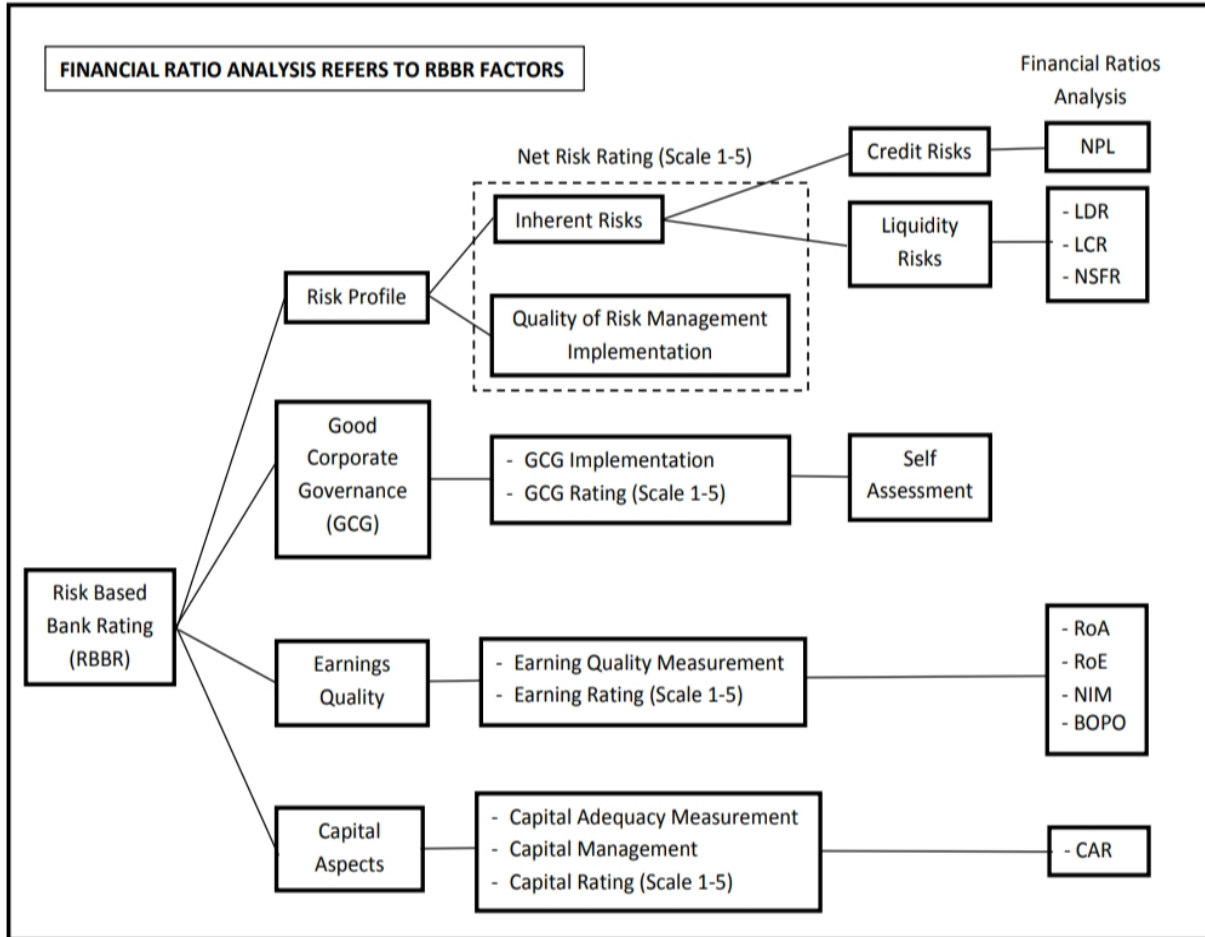 FINANCIAL RATIO ANALYSIS REFERS TO RBBR FACTORS
Financial Ratios
Analysis
Net Risk Rating (Scale 1-5)
Credit Risks
NPL
Inherent Risks
Liquidity
Risks
- LDR
- LCR
- NSFR
Risk Profile
Quality of Risk Management
Implementation
Good
Corporate
Governance
(GCG)
- GCG Implementation
- GCG Rating (Scale 1-5)
Self
Assessment
Risk Based
Bank Rating
(RBBR)
Earnings
Quality
- Earning Quality Measurement
- Earning Rating (Scale 1-5)
- RoA
- RoE
- NIM
- BOPO
Capital
Aspects
- Capital Adequacy Measurement
- Capital Management
- Capital Rating (Scale 1-5)
- CAR